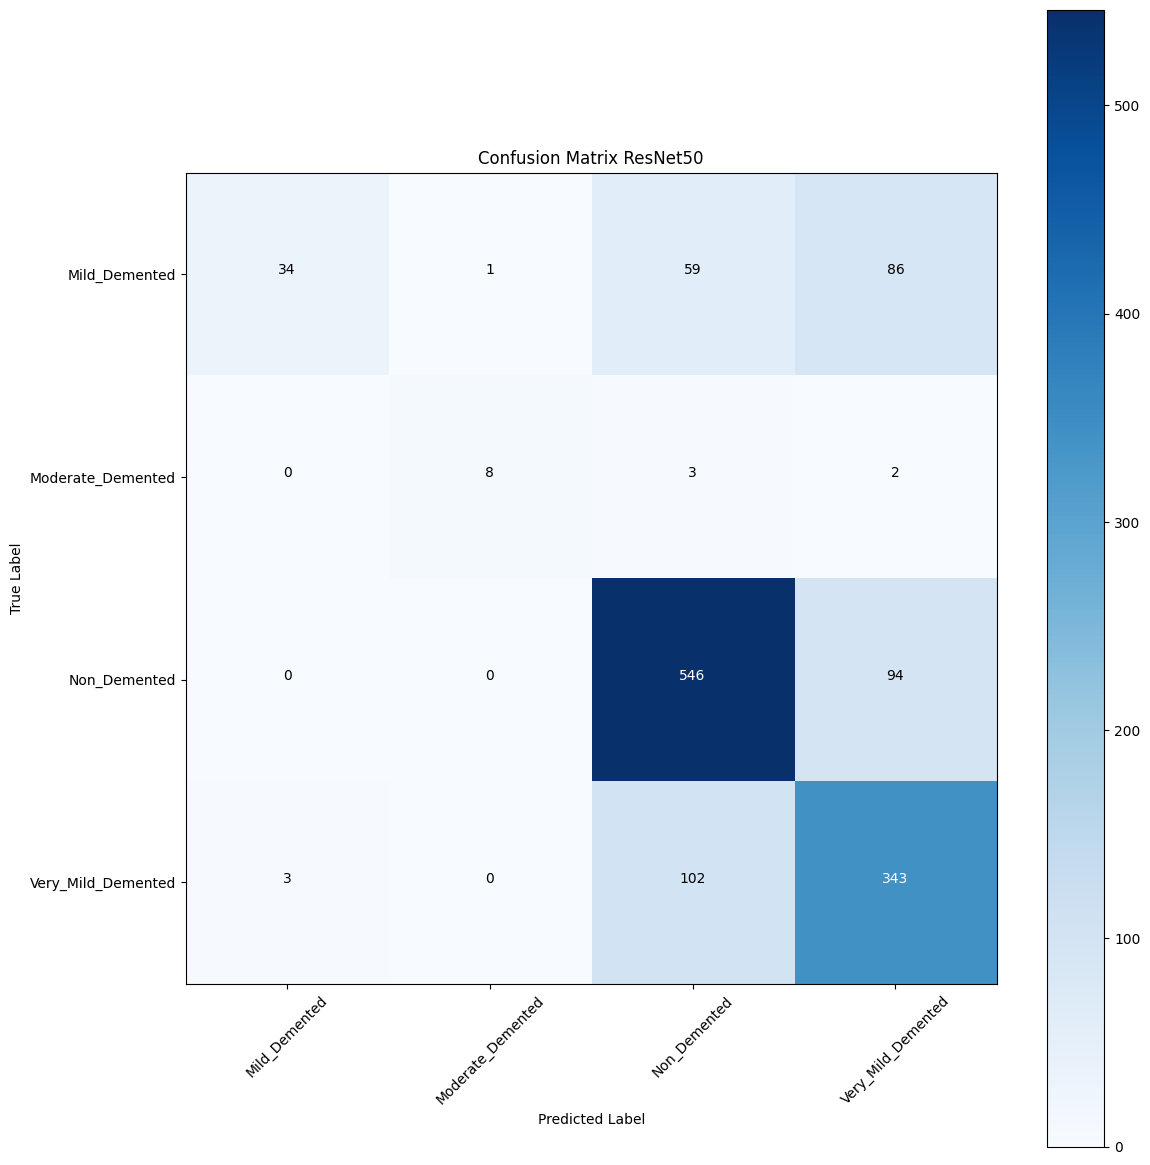 Confusion Matrix ResNet50
500
400
300
200
100
0
True Label
Mild_Demented
34 1 59 86
Moderate_Demented
0 8 3 2
Non_Demented
0 0 546 94
Very_Mild_Demented
3 0 102 343
Mild_Demented
Moderate_Demented
Non_Demented
Very_Mild_Demented
Predicted Label